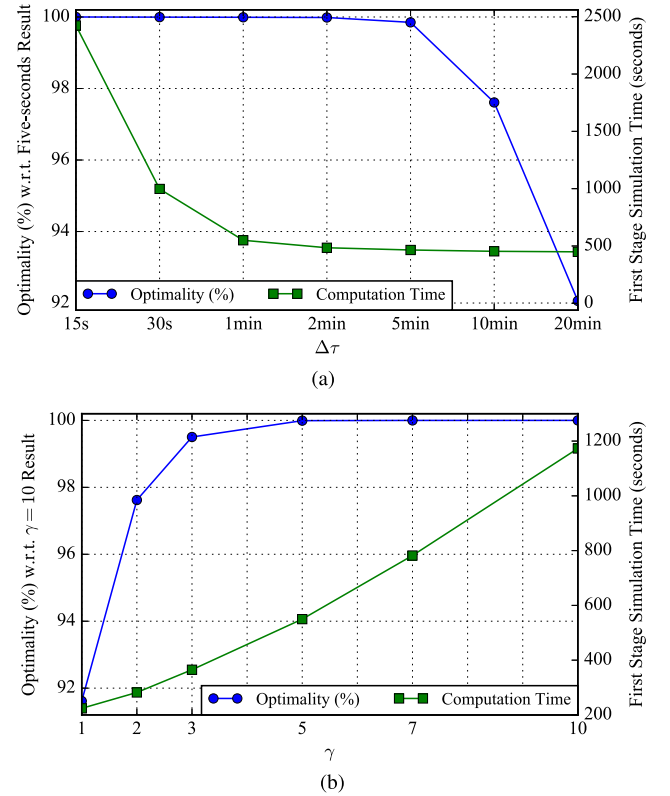 Optimality (%) w.r.t. Five-seconds Result
100
98
96
94
92
2500
2000
1500
1000
500
0
First Stage Simulation Time (seconds)
Optimality (%)
Computation Time
15s
30s
1min
2min
5min
10min
20min
Δτ
(a)
Optimality (%) w.r.t. γ = 10 Result
100
98
96
94
92
1200
1000
800
600
400
200
First Stage Simulation Time (seconds)
Optimality (%)
Computation Time
1
2
3
5
7
10
γ
(b)